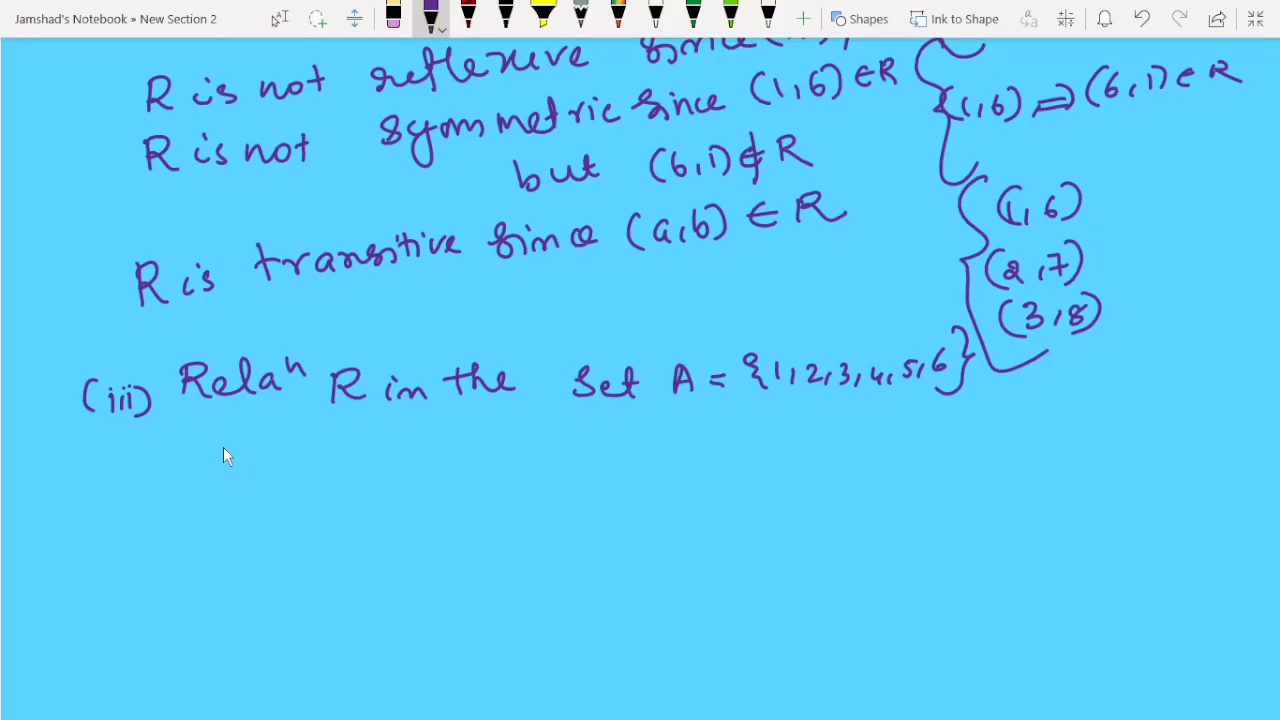 Jamshad's Notebook » New Section 2
Shapes
Ink to Shape
R is not reflexive since
R is not symmetric since (1,6) ∈ R
but (6,1) ∉ R
(1,6) ⇒ (6,1) ∈ R
R is transitive since (a,b) ∈ R
(1,6)
(2,7)
(3,8)
(iii) Relaⁿ R in the set A = {1,2,3,4,5,6}